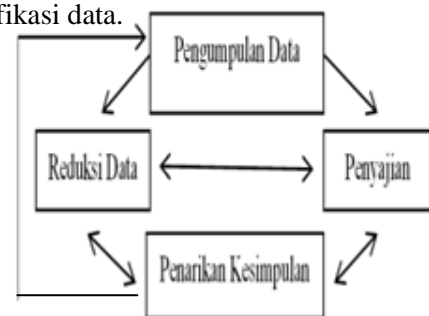 fikasi data.
Pengumpulan Data
Reduksi Data
Penyajian
Penarikan Kesimpulan